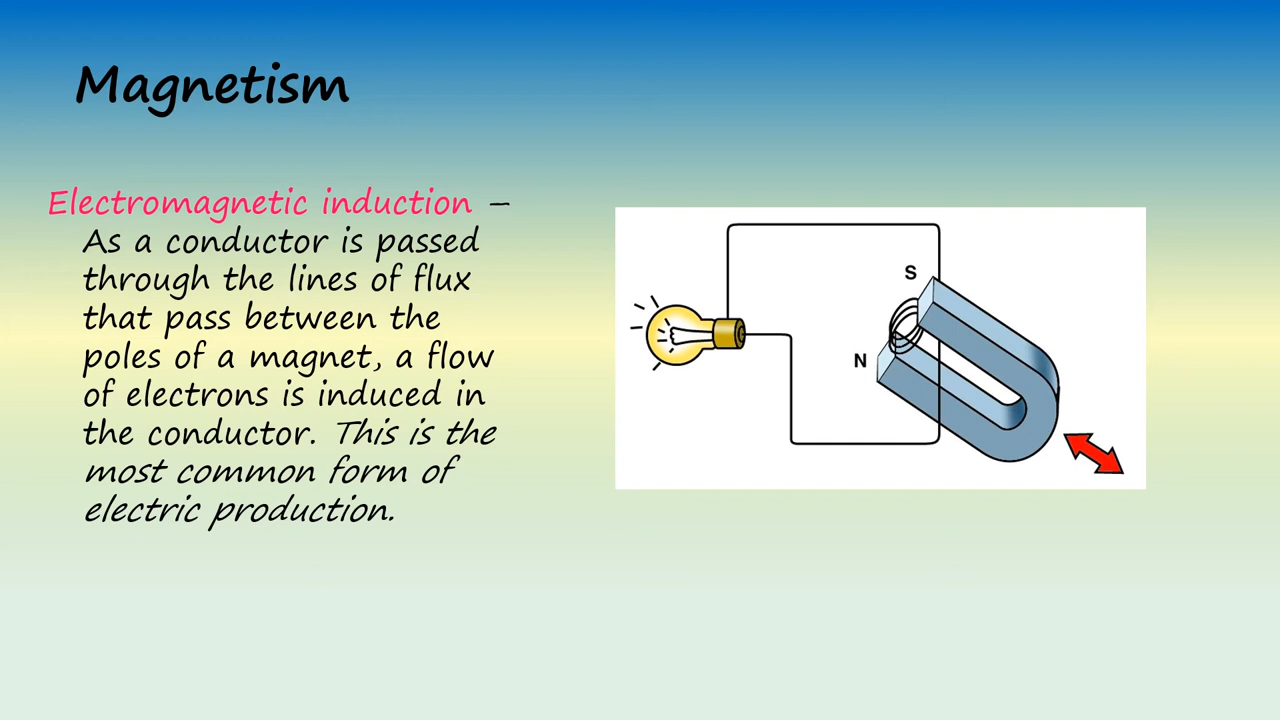 Magnetism
Electromagnetic induction –
As a conductor is passed
through the lines of flux
that pass between the
poles of a magnet, a flow
of electrons is induced in
the conductor. This is the
most common form of
electric production.
S
N